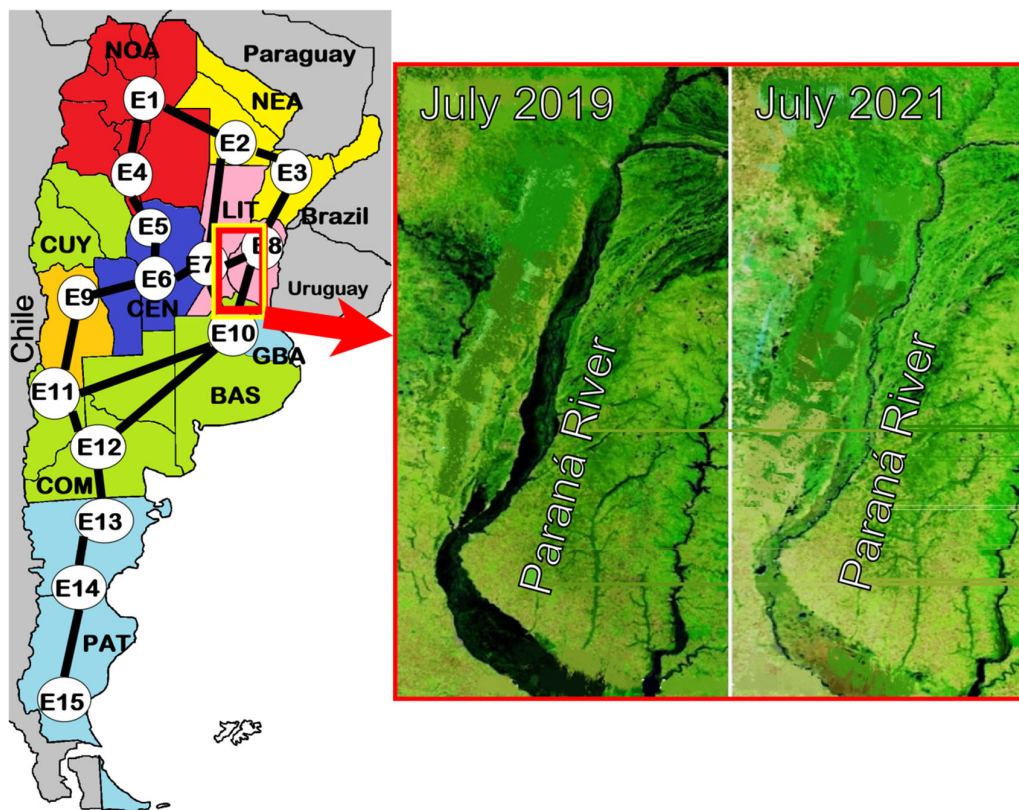 NOA
Paraguay
E1
NEA
E2
E3
E4
LIT
Brazil
E5
CUY
E8
E7
E6
Uruguay
CEN
E9
Chile
E10
GBA
E11
BAS
E12
COM
E13
E14
PAT
E15
July 2019
Paraná River
July 2021
Paraná River